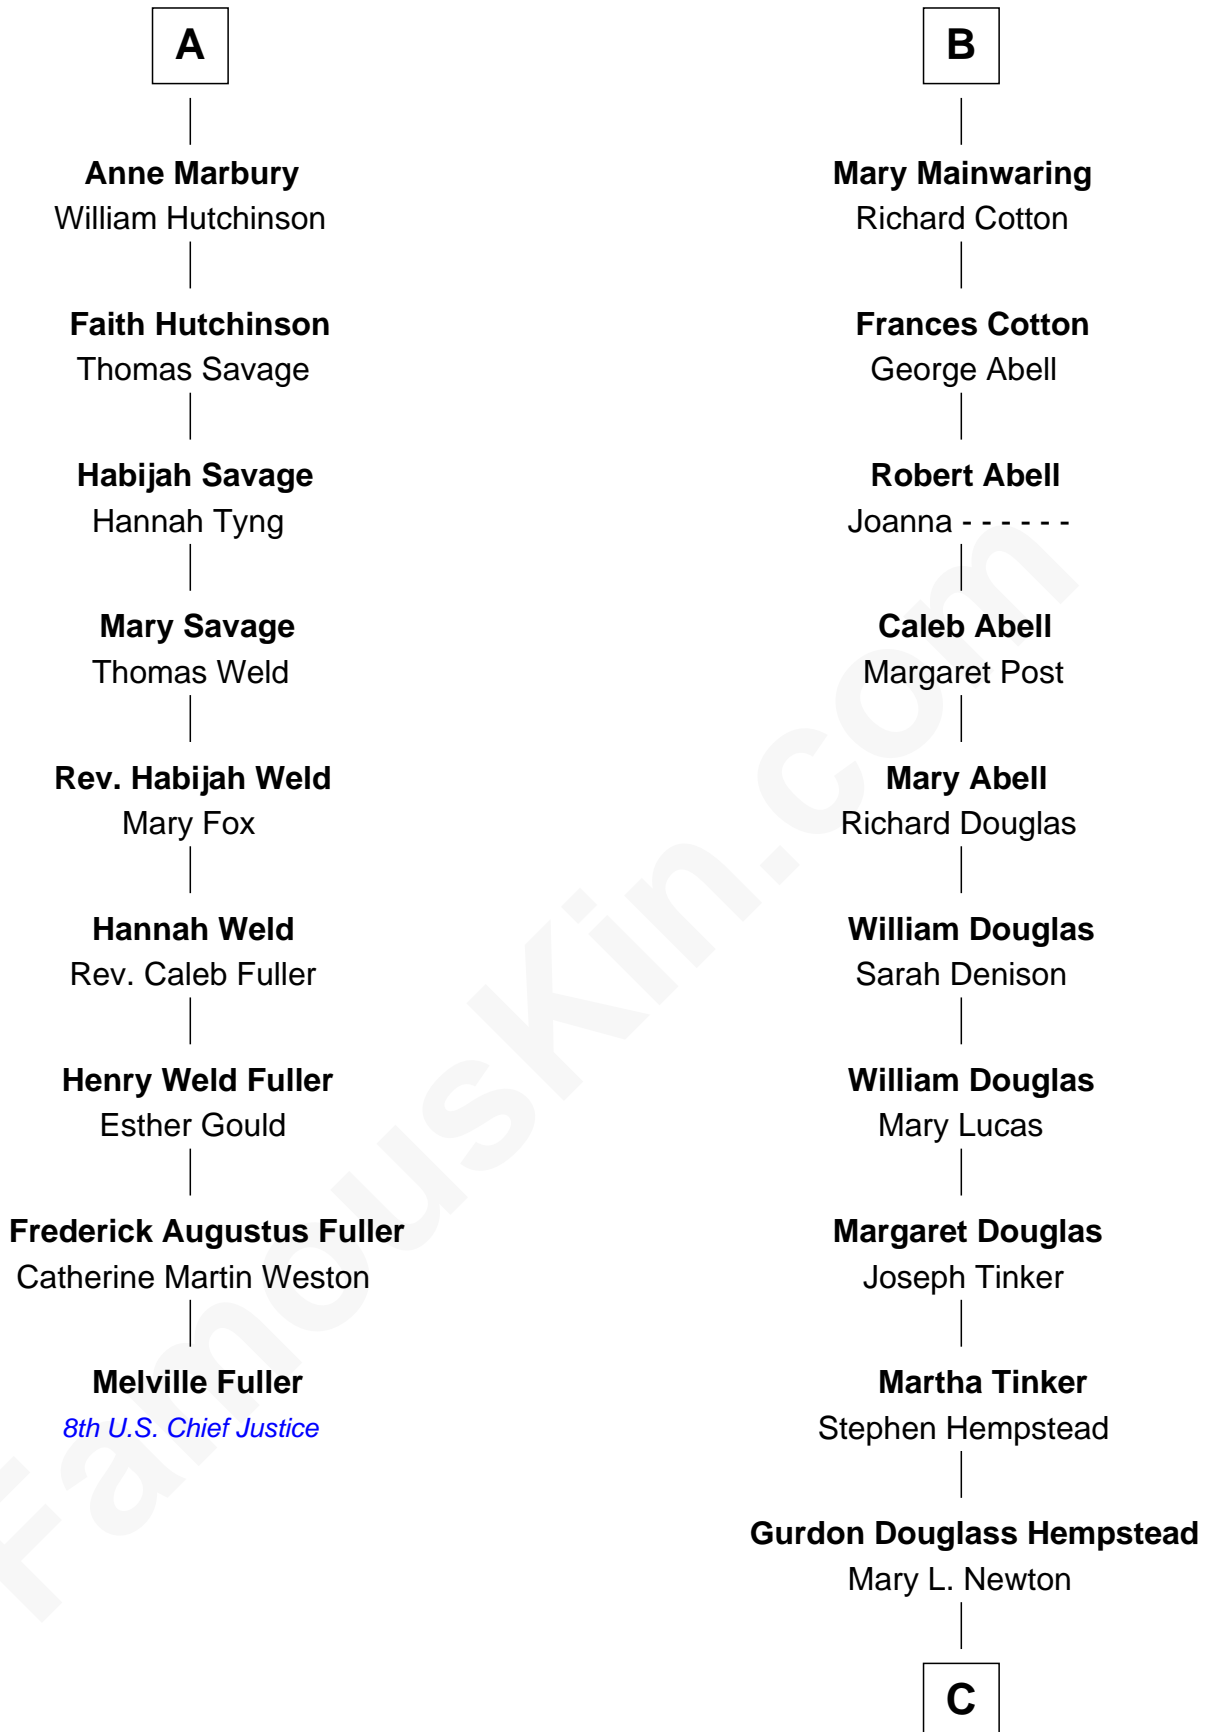 A
Anne Marbury
William Hutchinson
Faith Hutchinson
Thomas Savage
Habijah Savage
Hannah Tyng
Mary Savage
Thomas Weld
Rev. Habijah Weld
Mary Fox
Hannah Weld
Rev. Caleb Fuller
Henry Weld Fuller
Esther Gould
Frederick Augustus Fuller
Catherine Martin Weston
Melville Fuller
8th U.S. Chief Justice
B
Mary Mainwaring
Richard Cotton
Frances Cotton
George Abell
Robert Abell
Joanna - - - - - -
Caleb Abell
Margaret Post
Mary Abell
Richard Douglas
William Douglas
Sarah Denison
William Douglas
Mary Lucas
Margaret Douglas
Joseph Tinker
Martha Tinker
Stephen Hempstead
Gurdon Douglass Hempstead
Mary L. Newton
C
FamousKin.com